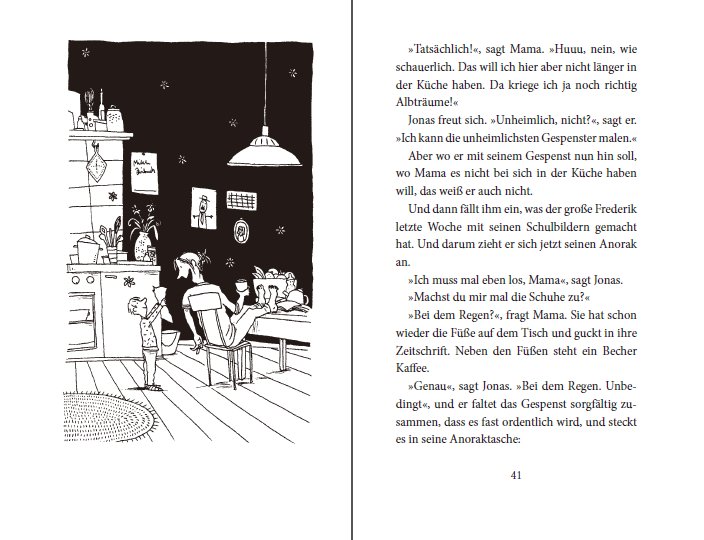 »Tatsächlich!«, sagt Mama. »Huuu, nein, wie
schauerlich. Das will ich hier aber nicht länger in
der Küche haben. Da kriege ich ja noch richtig
Albträume!«
Jonas freut sich. »Unheimlich, nicht?«, sagt er.
»Ich kann die unheimlichsten Gespenster malen.«
Aber wo er mit seinem Gespenst nun hin soll,
wo Mama es nicht bei sich in der Küche haben
will, das weiß er auch nicht.
Und dann fällt ihm ein, was der große Frederik
letzte Woche mit seinen Schulbildern gemacht
hat. Und darum zieht er sich jetzt seinen Anorak
an.
»Ich muss mal eben los, Mama«, sagt Jonas.
»Machst du mir mal die Schuhe zu?«
»Bei dem Regen?«, fragt Mama. Sie hat schon
wieder die Füße auf dem Tisch und guckt in ihre
Zeitschrift. Neben den Füßen steht ein Becher
Kaffee.
»Genau«, sagt Jonas. »Bei dem Regen. Unbe-
dingt«, und er faltet das Gespenst sorgfältig zu-
sammen, dass es fast ordentlich wird, und steckt
es in seine Anoraktasche:
41